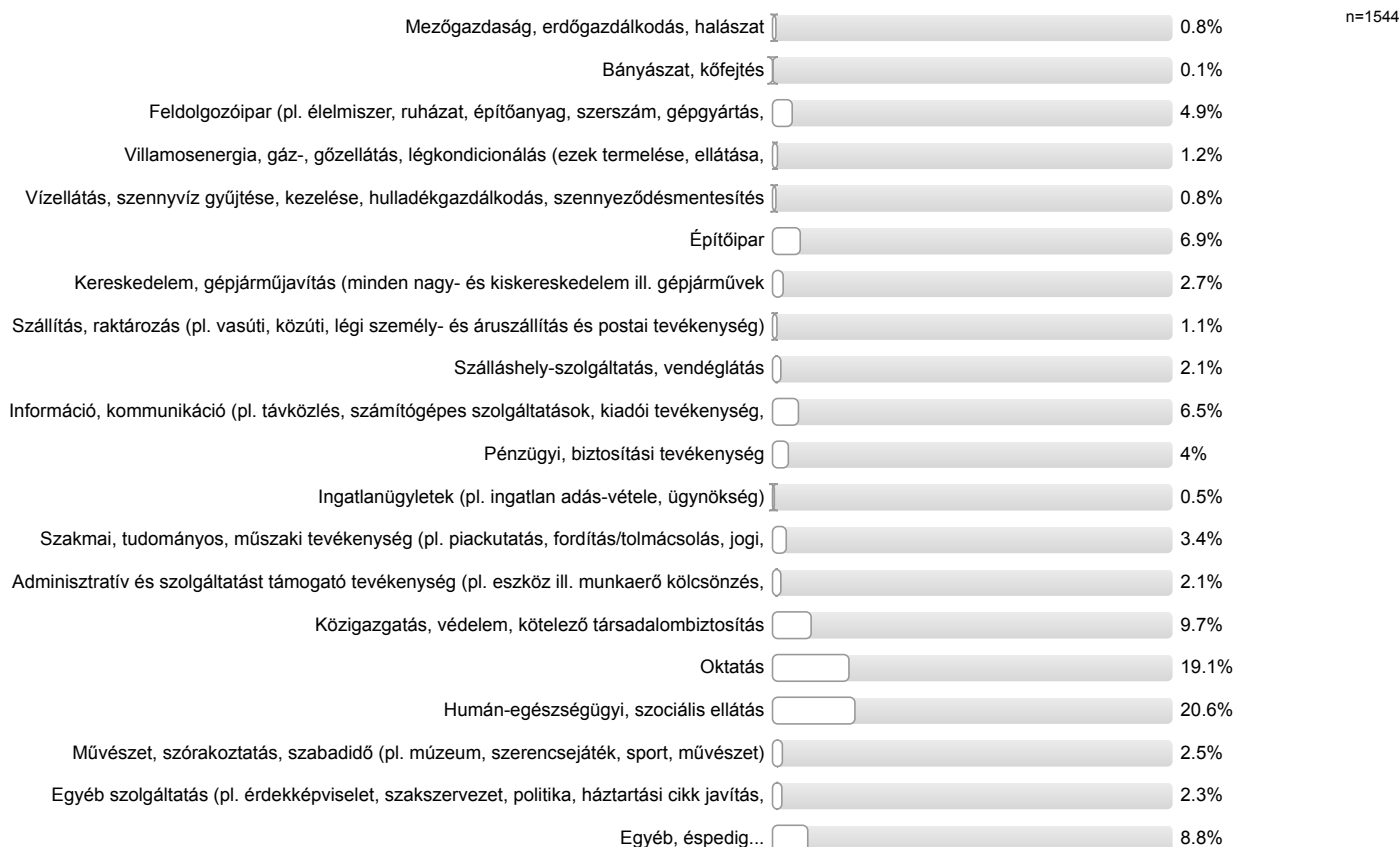 n=1544
Mezőgazdaság, erdőgazdálkodás, halászat 0.8%
Bányászat, kőfejtés 0.1%
Feldolgozóipar (pl. élelmiszer, ruházat, építőanyag, szerszám, gépgyártás, 4.9%
Villamosenergia, gáz-, gőzellátás, légkondicionálás (ezek termelése, ellátása, 1.2%
Vízellátás, szennyvíz gyűjtése, kezelése, hulladékgazdálkodás, szennyeződésmentesítés 0.8%
Építőipar 6.9%
Kereskedelem, gépjárműjavítás (minden nagy- és kiskereskedelem ill. gépjárművek 2.7%
Szállítás, raktározás (pl. vasúti, közúti, légi személy- és áruszállítás és postai tevékenység) 1.1%
Szálláshely-szolgáltatás, vendéglátás 2.1%
Információ, kommunikáció (pl. távközlés, számítógépes szolgáltatások, kiadói tevékenység, 6.5%
Pénzügyi, biztosítási tevékenység 4%
Ingatlanügyletek (pl. ingatlan adás-vétele, ügynökség) 0.5%
Szakmai, tudományos, műszaki tevékenység (pl. piackutatás, fordítás/tolmácsolás, jogi, 3.4%
Adminisztratív és szolgáltatást támogató tevékenység (pl. eszköz ill. munkaerő kölcsönzés, 2.1%
Közigazgatás, védelem, kötelező társadalombiztosítás 9.7%
Oktatás 19.1%
Humán-egészségügyi, szociális ellátás 20.6%
Művészet, szórakoztatás, szabadidő (pl. múzeum, szerencsejáték, sport, művészet) 2.5%
Egyéb szolgáltatás (pl. érdekképviselet, szakszervezet, politika, háztartási cikk javítás, 2.3%
Egyéb, éspedig... 8.8%